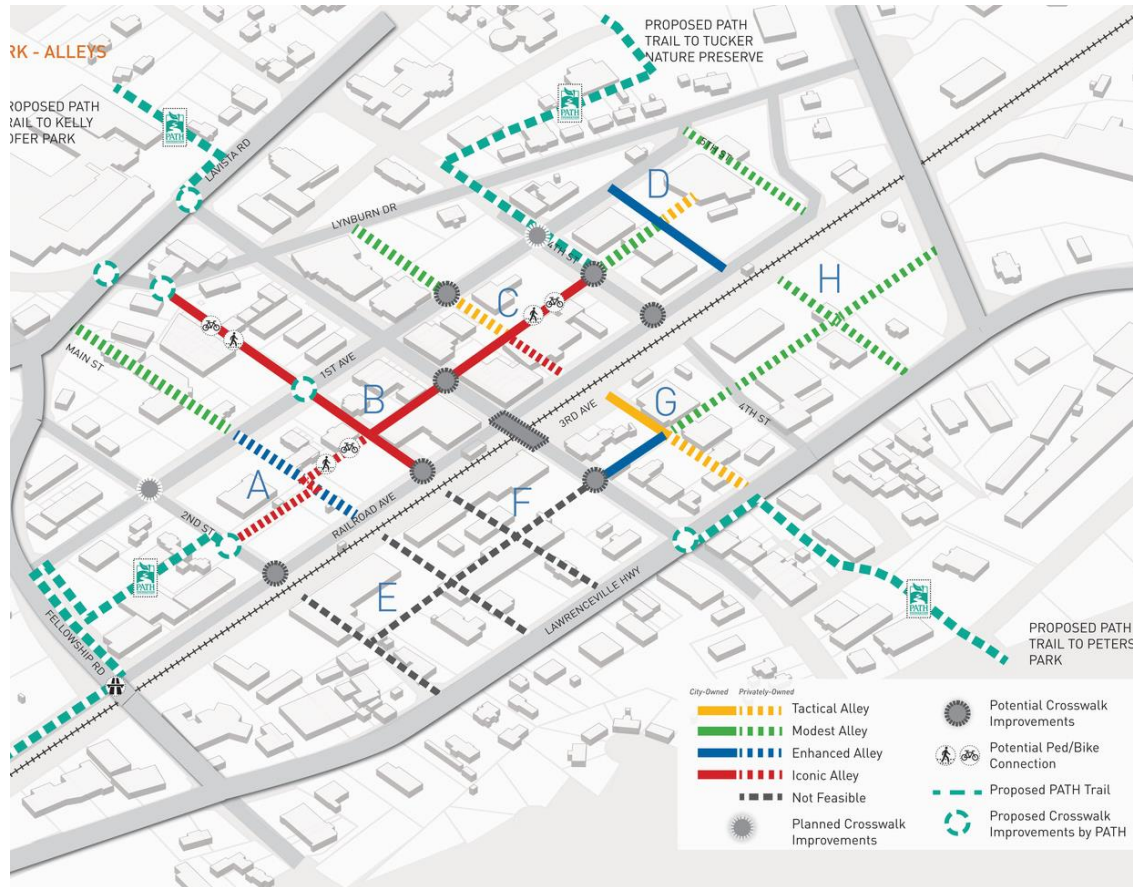 RK - ALLEYS
PROPOSED PATH
TRAIL TO TUCKER
NATURE PRESERVE
ROPOSED PATH
RAIL TO KELLY
OFER PARK
PATH
PATH
LAVISTA RD
5TH ST
LYNBURN DR
D
4TH ST
H
C
MAIN ST
1ST AVE
B
3RD AVE
G
4TH ST
A
RAILROAD AVE
F
2ND ST
PATH
E
LAWRENCEVILLE HWY
PATH
FELLOWSHIP RD
PROPOSED PATH
TRAIL TO PETERS
PARK
City-Owned Privately-Owned
Tactical Alley
Modest Alley
Enhanced Alley
Iconic Alley
Not Feasible
Planned Crosswalk
Improvements
Potential Crosswalk
Improvements
Potential Ped/Bike
Connection
Proposed PATH Trail
Proposed Crosswalk
Improvements by PATH